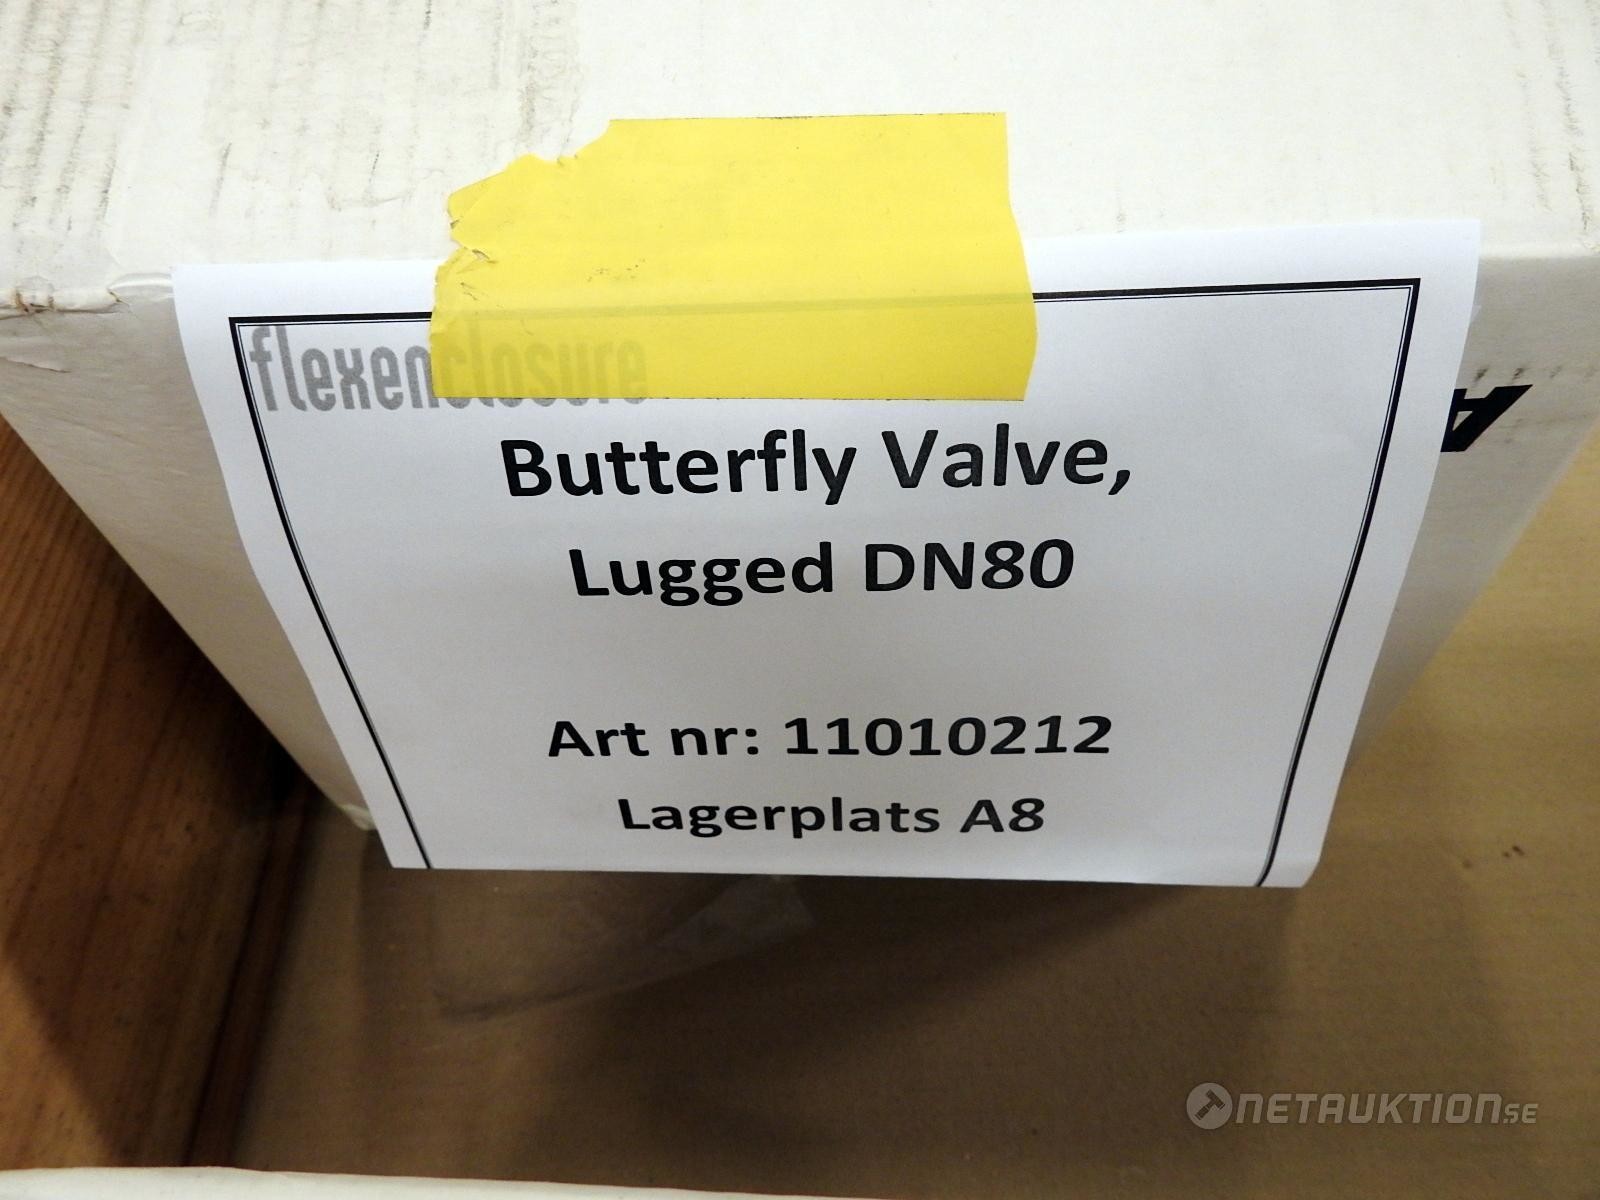 flexenclosure
Butterfly Valve,
Lugged DN80
Art nr: 11010212
Lagerplats A8
A
NETAUKTION.SE